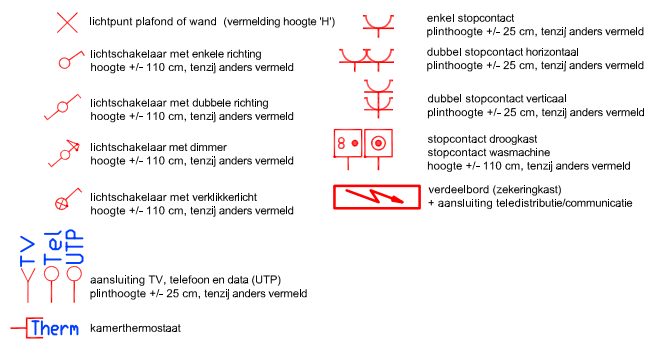 lichtpunt plafond of wand (vermelding hoogte 'H')
lichtschakelaar met enkele richting
hoogte +/- 110 cm, tenzij anders vermeld
lichtschakelaar met dubbele richting
hoogte +/- 110 cm, tenzij anders vermeld
lichtschakelaar met dimmer
hoogte +/- 110 cm, tenzij anders vermeld
lichtschakelaar met verklikkerlicht
hoogte +/- 110 cm, tenzij anders vermeld
TV
Tel
UTP
aansluiting TV, telefoon en data (UTP)
plinthoogte +/- 25 cm, tenzij anders vermeld
Therm
kamerthermostaat
enkel stopcontact
plinthoogte +/- 25 cm, tenzij anders vermeld
dubbel stopcontact horizontaal
plinthoogte +/- 25 cm, tenzij anders vermeld
dubbel stopcontact verticaal
plinthoogte +/- 25 cm, tenzij anders vermeld
stopcontact droogkast
stopcontact wasmachine
hoogte +/- 110 cm, tenzij anders vermeld
verdeelbord (zekeringkast)
+ aansluiting teledistributie/communicatie